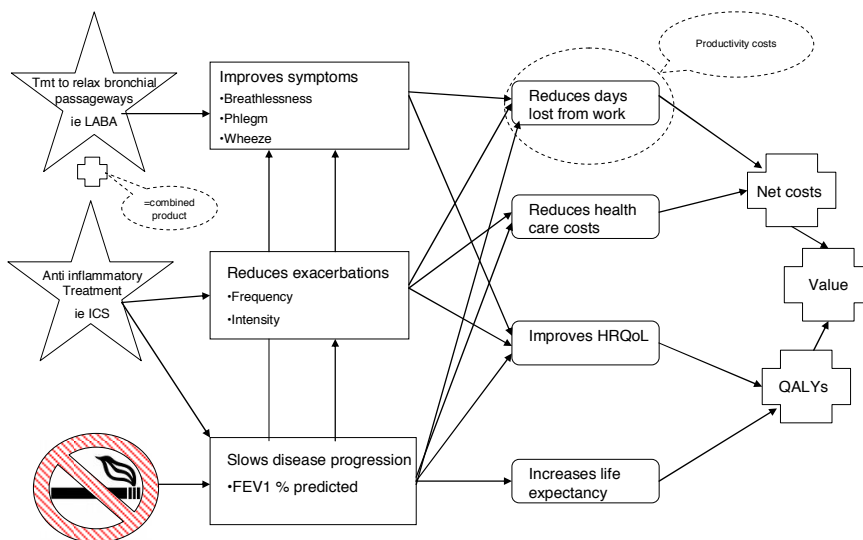 Tmt to relax bronchial
passageways
ie LABA
=combined
product
Anti inflammatory
Treatment
ie ICS
Improves symptoms
•Breathlessness
•Phlegm
•Wheeze
Reduces exacerbations
•Frequency
•Intensity
Slows disease progression
•FEV1 % predicted
Productivity costs
Reduces days
lost from work
Reduces health
care costs
Improves HRQoL
Increases life
expectancy
Net costs
Value
QALYs